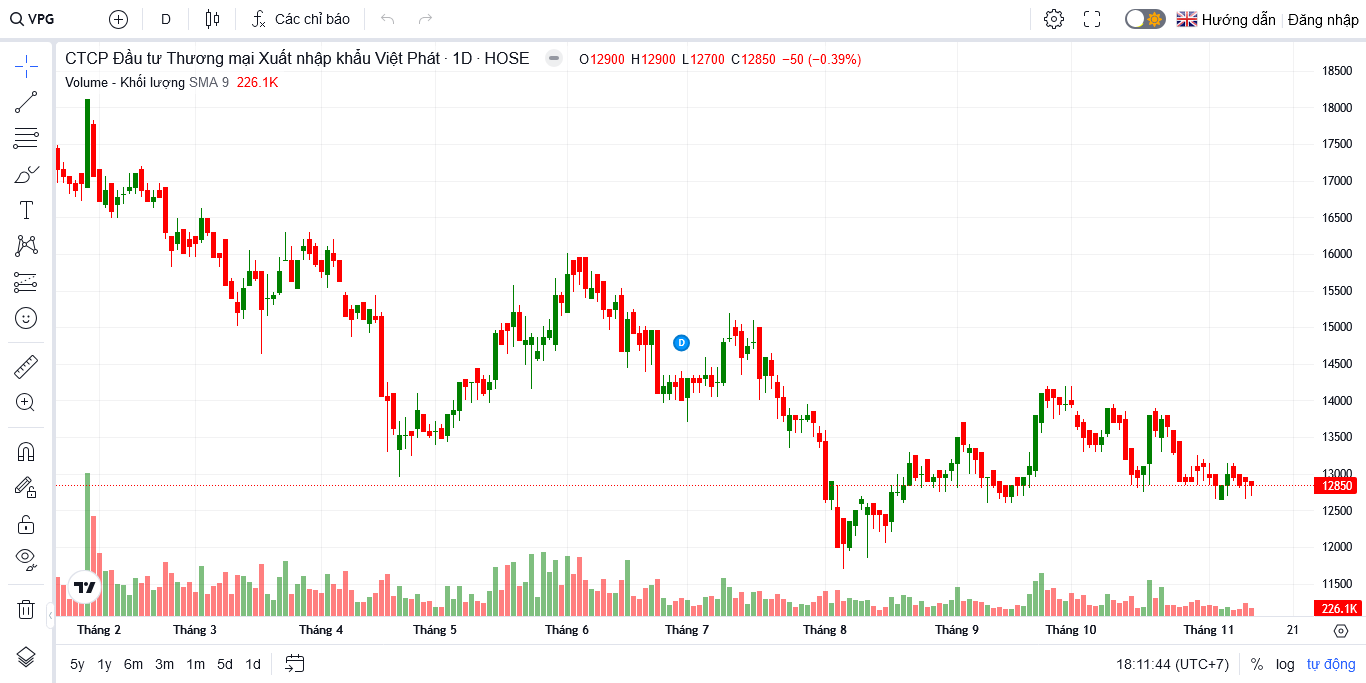 VPG D Các chỉ báo Hướng dẫn Đăng nhập
CTCP Đầu tư Thương mại Xuất nhập khẩu Việt Phát · 1D · HOSE O12900 H12900 L12700 C12850 −50 (−0.39%)
Volume - Khối lượng SMA 9 226.1K
18500
18000
17500
17000
16500
16000
15500
15000
14500
14000
13500
13000
12850
12500
12000
11500
226.1K
D
Tháng 2 Tháng 3 Tháng 4 Tháng 5 Tháng 6 Tháng 7 Tháng 8 Tháng 9 Tháng 10 Tháng 11 21
5y 1y 6m 3m 1m 5d 1d 18:11:44 (UTC+7) % log tự động